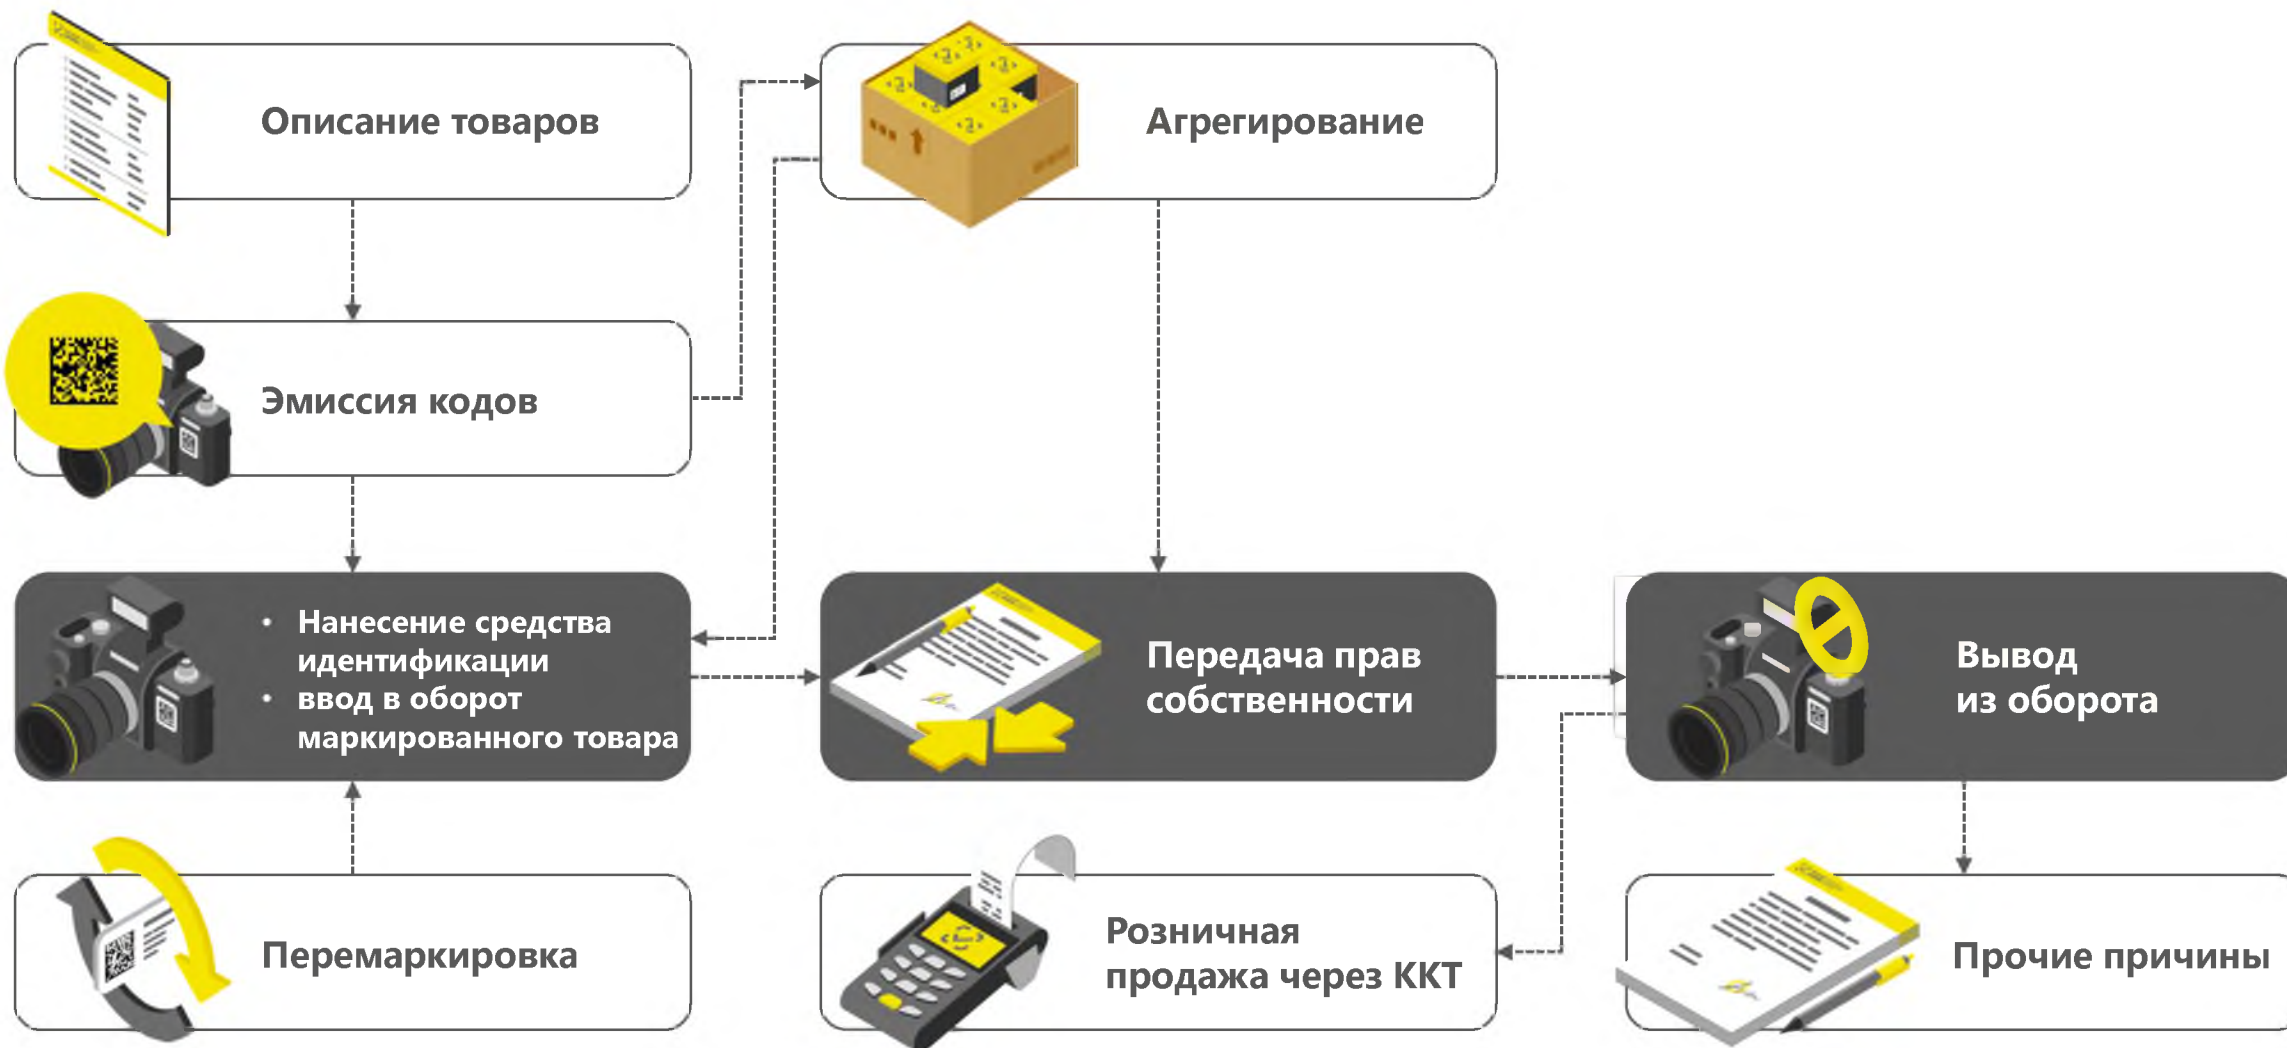 Описание товаров
Агрегирование
Эмиссия кодов
• Нанесение средства
идентификации
• ввод в оборот
маркированного товара
Передача прав
собственности
Вывод
из оборота
Перемаркировка
Розничная
продажа через ККТ
Прочие причины